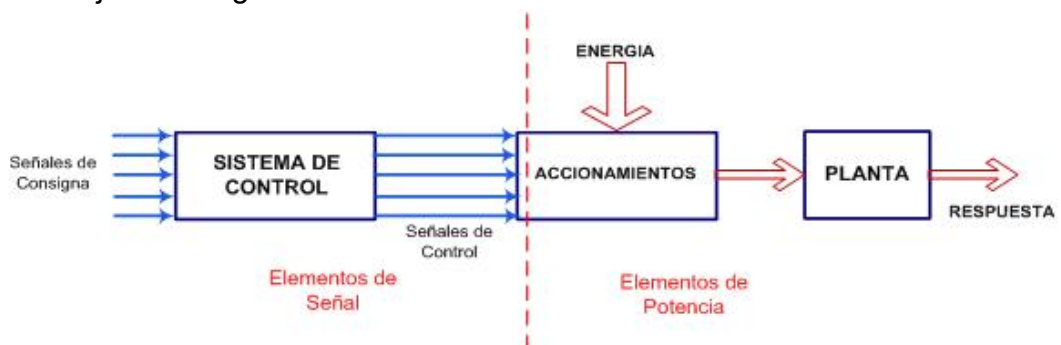 ENERGIA
Señales de
Consigna
SISTEMA DE
CONTROL
Señales de
Control
ACCIONAMIENTOS
PLANTA
RESPUESTA
Elementos de
Señal
Elementos de
Potencia